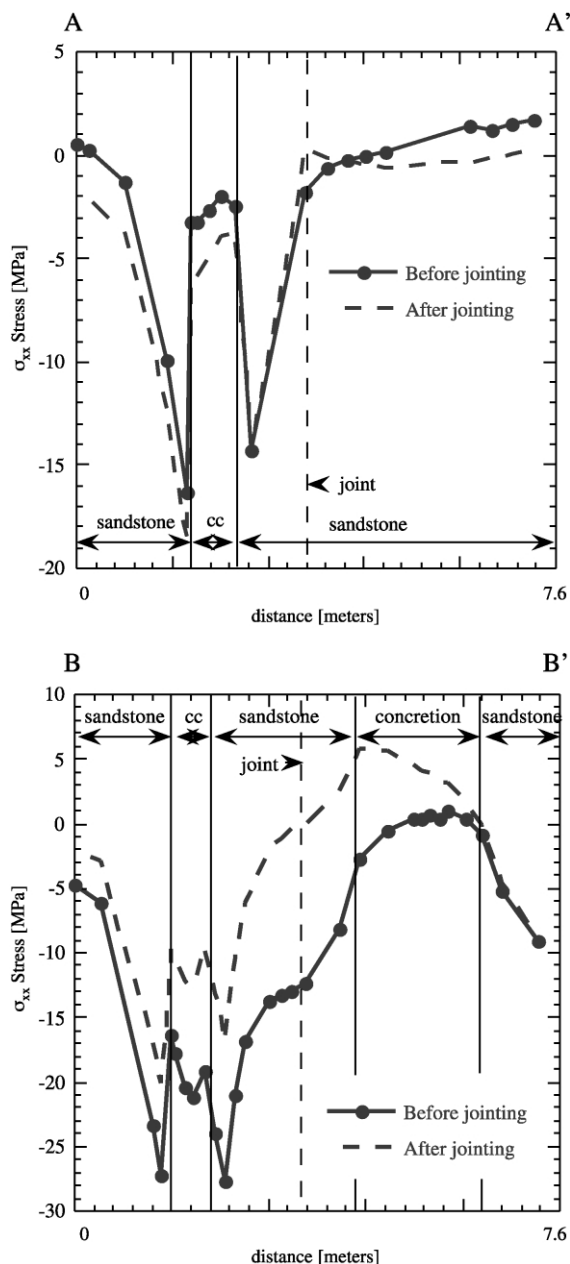 A A'
5
0
-5
-10
-15
-20
σxx Stress [MPa]
Before jointing
After jointing
joint
sandstone cc sandstone
0 7.6
distance [meters]
B B'
10
5
0
-5
-10
-15
-20
-25
-30
σxx Stress [MPa]
sandstone cc sandstone concretion sandstone
joint
Before jointing
After jointing
0 7.6
distance [meters]